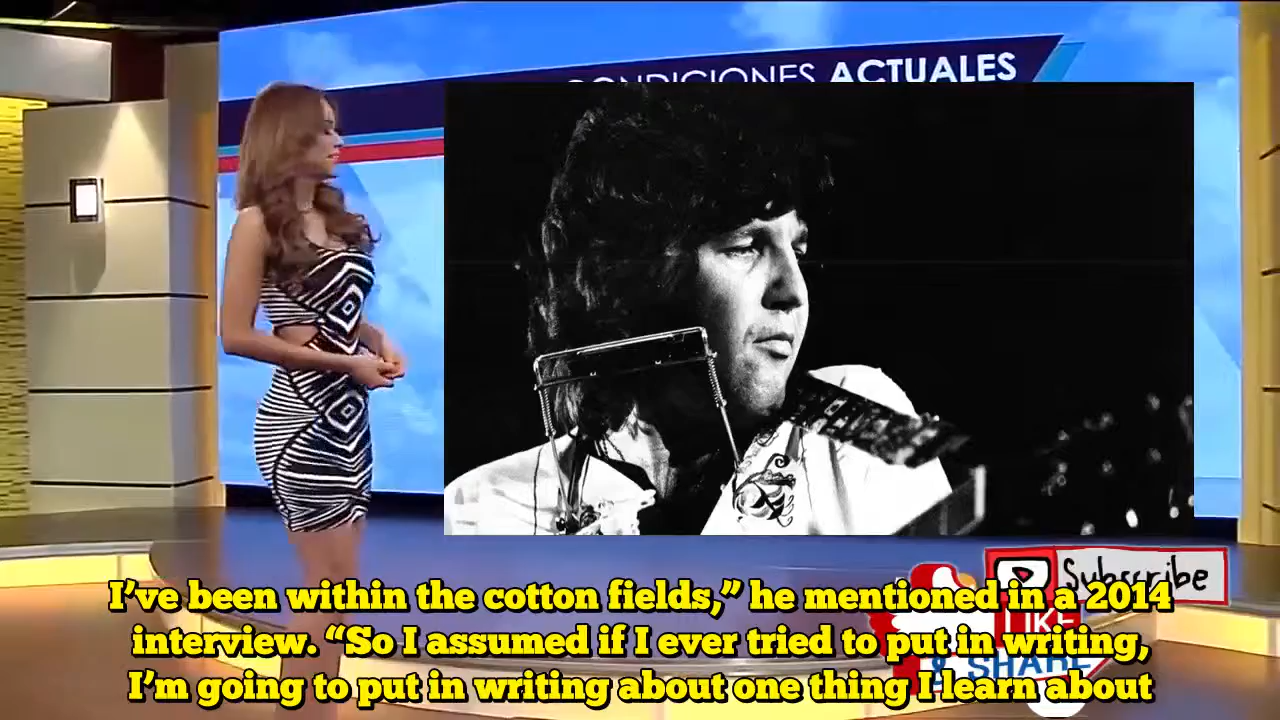 CONDICIONES ACTUALES
Subscribe
LIKE
& SHARE
I’ve been within the cotton fields,” he mentioned in a 2014
interview. “So I assumed if I ever tried to put in writing,
I’m going to put in writing about one thing I learn about